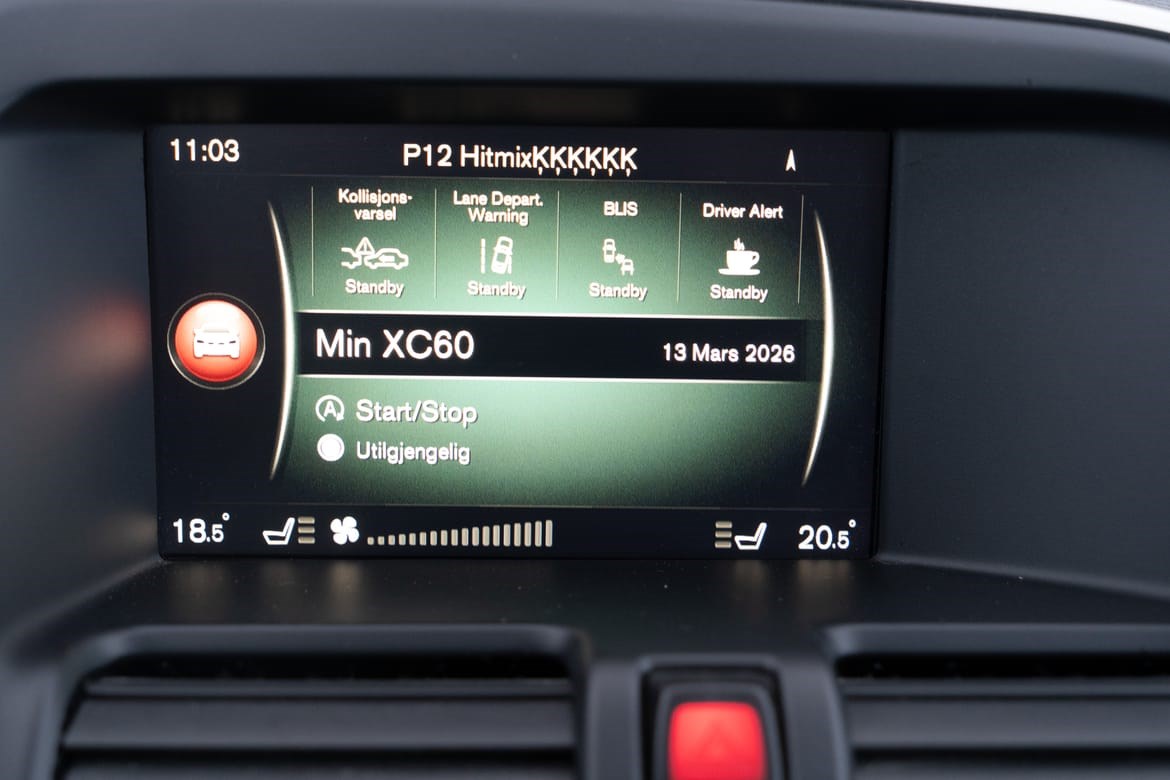 11:03
P12 HitmixĶĶĶĶĶĶ
Kollisjons-
varsel
Standby
Lane Depart.
Warning
Standby
BLIS
Standby
Driver Alert
Standby
Min XC60
13 Mars 2026
A Start/Stop
Utilgjengelig
18.5°
20.5°